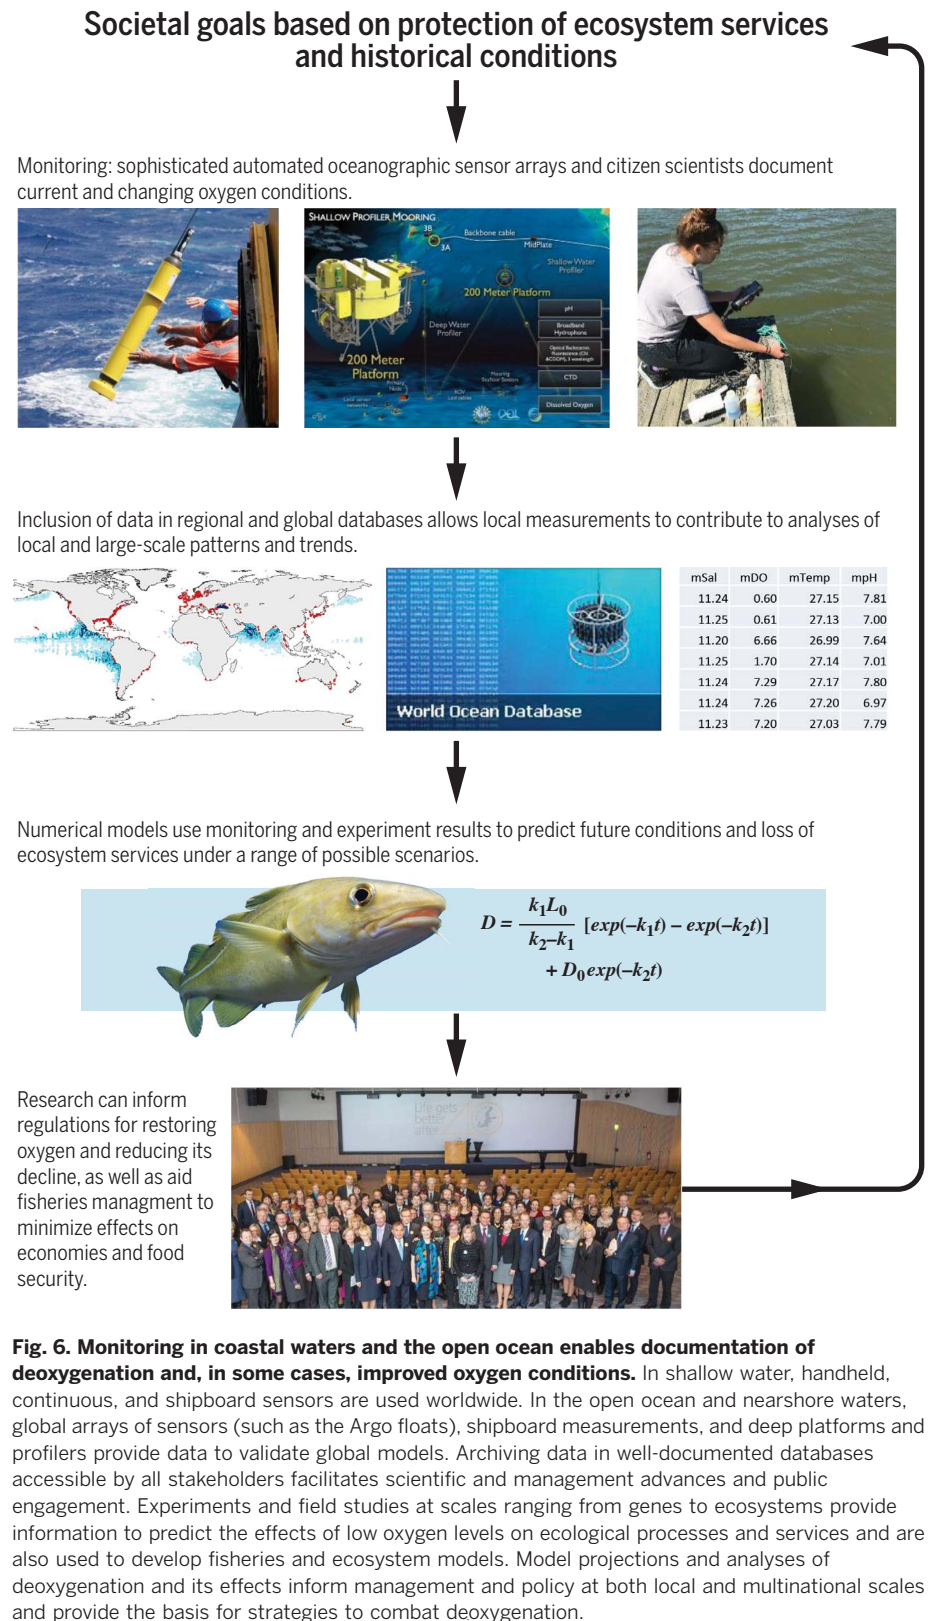 Societal goals based on protection of ecosystem services
and historical conditions
Monitoring: sophisticated automated oceanographic sensor arrays and citizen scientists document
current and changing oxygen conditions.
SHALLOW PROFILER MOORING
3B
3A
Backbone cable
MidPlate
Shallow Water
Profiler
200 Meter Platform
pH
Deep Water
Profiler
Broadband
Hydrophone
200 Meter
Platform
CTD
Dissolved Oxygen
Inclusion of data in regional and global databases allows local measurements to contribute to analyses of
local and large-scale patterns and trends.
World Ocean Database
mSal mDO mTemp mpH
11.24 0.60 27.15 7.81
11.25 0.61 27.13 7.00
11.20 6.66 26.99 7.64
11.25 1.70 27.14 7.01
11.24 7.29 27.17 7.80
11.24 7.26 27.20 6.97
11.23 7.20 27.03 7.79
Numerical models use monitoring and experiment results to predict future conditions and loss of
ecosystem services under a range of possible scenarios.
D = k₁L₀ / k₂–k₁ [exp(–k₁t) – exp(–k₂t)]
+ D₀exp(–k₂t)
Research can inform
regulations for restoring
oxygen and reducing its
decline, as well as aid
fisheries managment to
minimize effects on
economies and food
security.
Life gets
better
after
Fig. 6. Monitoring in coastal waters and the open ocean enables documentation of
deoxygenation and, in some cases, improved oxygen conditions. In shallow water, handheld,
continuous, and shipboard sensors are used worldwide. In the open ocean and nearshore waters,
global arrays of sensors (such as the Argo floats), shipboard measurements, and deep platforms and
profilers provide data to validate global models. Archiving data in well-documented databases
accessible by all stakeholders facilitates scientific and management advances and public
engagement. Experiments and field studies at scales ranging from genes to ecosystems provide
information to predict the effects of low oxygen levels on ecological processes and services and are
also used to develop fisheries and ecosystem models. Model projections and analyses of
deoxygenation and its effects inform management and policy at both local and multinational scales
and provide the basis for strategies to combat deoxygenation.